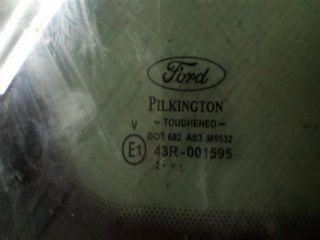 Ford
PILKINGTON
- TOUGHENED -
V
DOT 682 AS3 M5532
E1 43R-001595